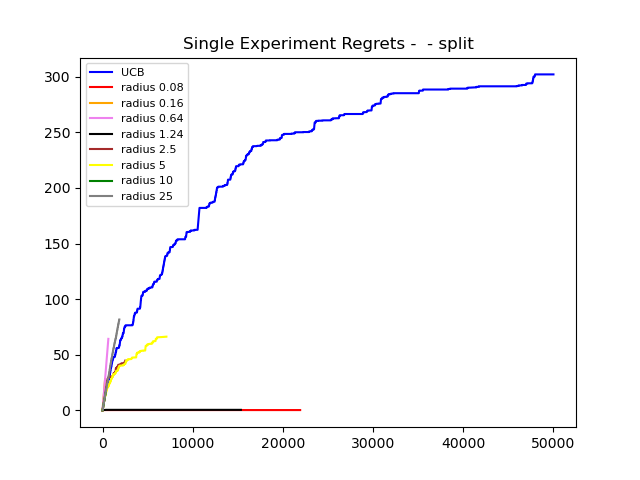 Single Experiment Regrets -  - split
300
250
200
150
100
50
0
UCB
radius 0.08
radius 0.16
radius 0.64
radius 1.24
radius 2.5
radius 5
radius 10
radius 25
0 10000 20000 30000 40000 50000